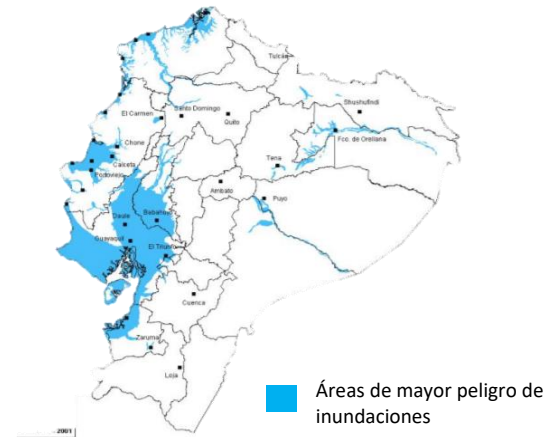 Tulcán
El Carmen
Santo Domingo
Quito
Shushufindi
Fco. de Orellana
Chone
Calceta
Portoviejo
Tena
Ambato
Puyo
Daule
Babahoyo
Guayaquil
El Triunfo
Cuenca
Zaruma
Loja
Áreas de mayor peligro de
inundaciones
2001